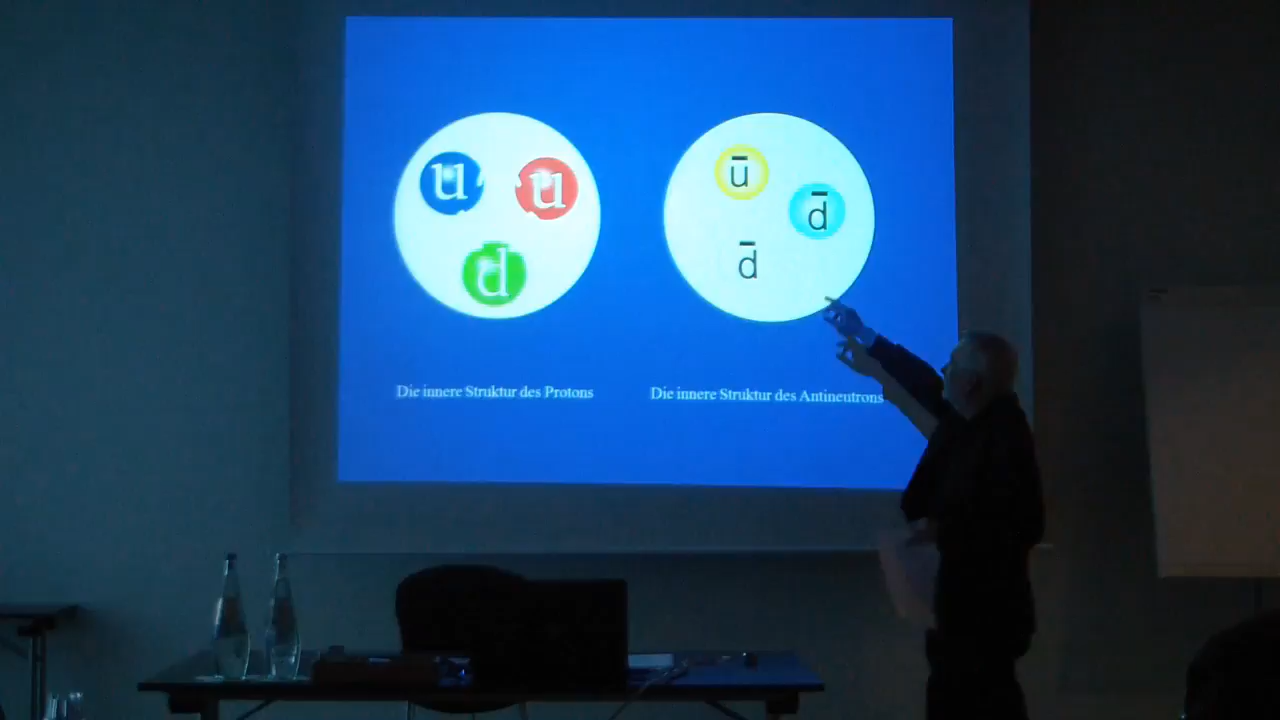 u u
d
ū
d̄
d̄
Die innere Struktur des Protons
Die innere Struktur des Antineutrons